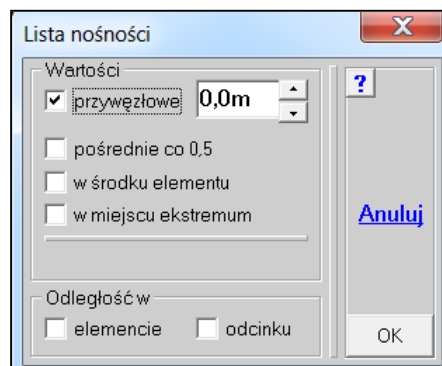 Lista nośności
Wartości
przywęzłowe 0,0m
?
pośrednie co 0,5
w środku elementu
w miejscu ekstremum
Anuluj
Odległość w
elemencie odcinku
OK